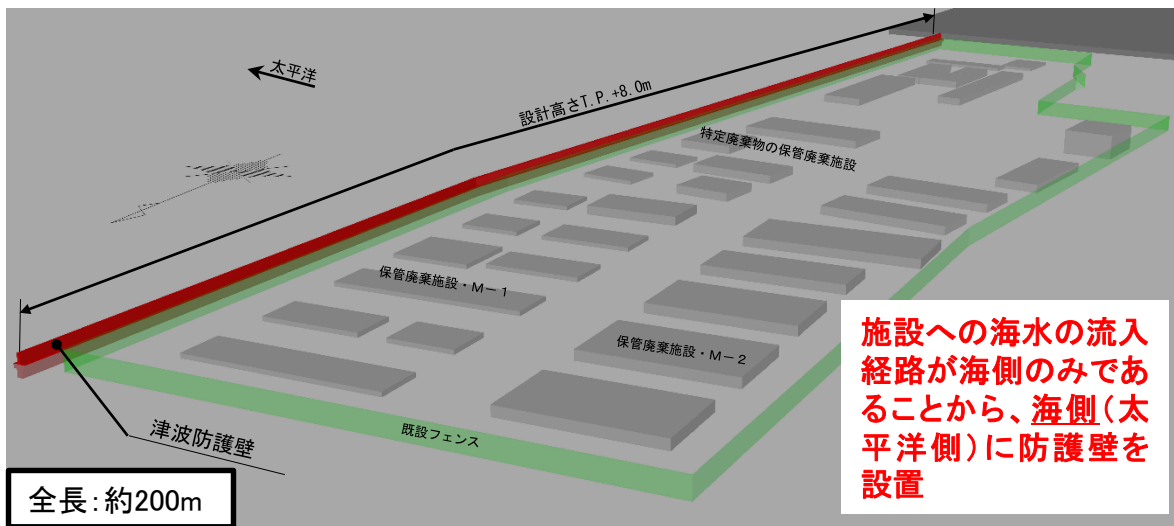 太平洋
設計高さT.P.+8.0m
特定廃棄物の保管廃棄施設
保管廃棄施設・M－1
保管廃棄施設・M－2
既設フェンス
津波防護壁
全長:約200m
施設への海水の流入
経路が海側のみであ
ることから、海側(太
平洋側)に防護壁を
設置